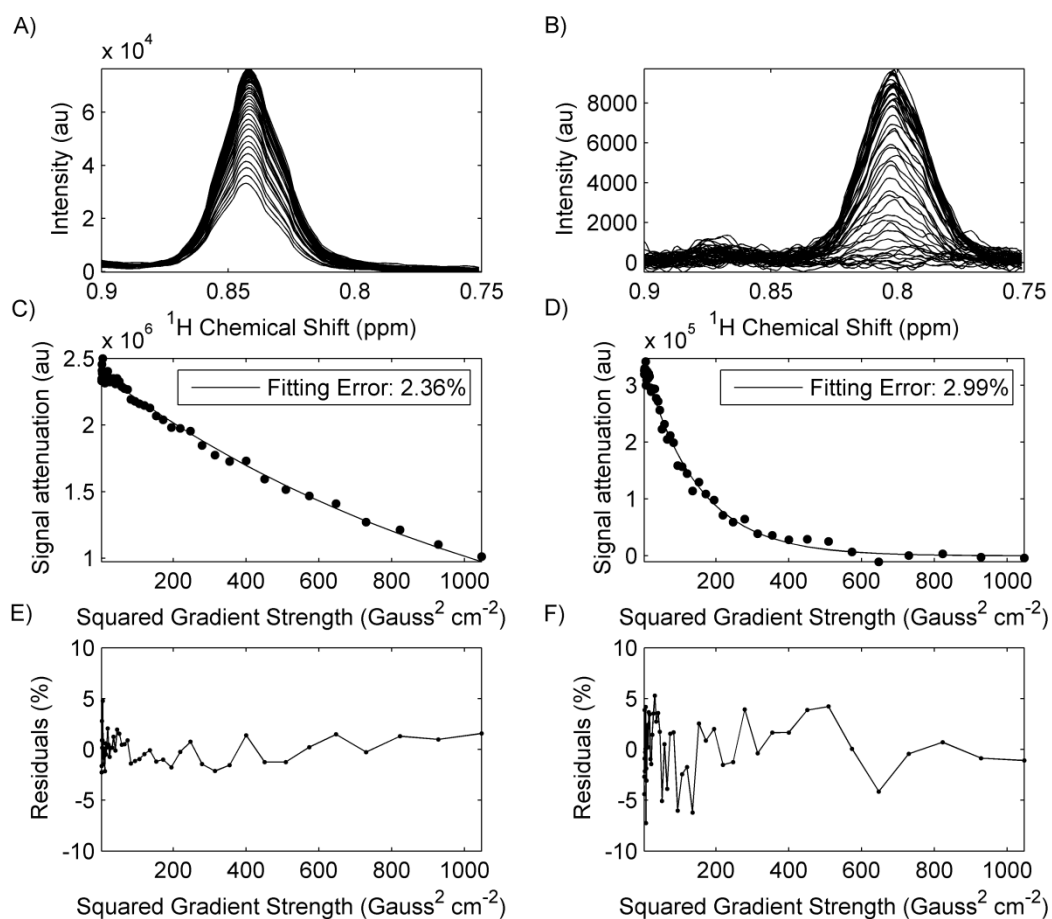 A)
x 10⁴
Intensity (au)
6
4
2
0
0.9
0.85
0.8
0.75
¹H Chemical Shift (ppm)
B)
Intensity (au)
8000
6000
4000
2000
0
0.9
0.85
0.8
0.75
¹H Chemical Shift (ppm)
C)
x 10⁶
Signal attenuation (au)
2.5
2
1.5
1
Fitting Error: 2.36%
200
400
600
800
1000
Squared Gradient Strength (Gauss² cm⁻²)
D)
x 10⁵
Signal attenuation (au)
3
2
1
0
Fitting Error: 2.99%
200
400
600
800
1000
Squared Gradient Strength (Gauss² cm⁻²)
E)
Residuals (%)
10
5
0
-5
-10
200
400
600
800
1000
Squared Gradient Strength (Gauss² cm⁻²)
F)
Residuals (%)
10
5
0
-5
-10
200
400
600
800
1000
Squared Gradient Strength (Gauss² cm⁻²)